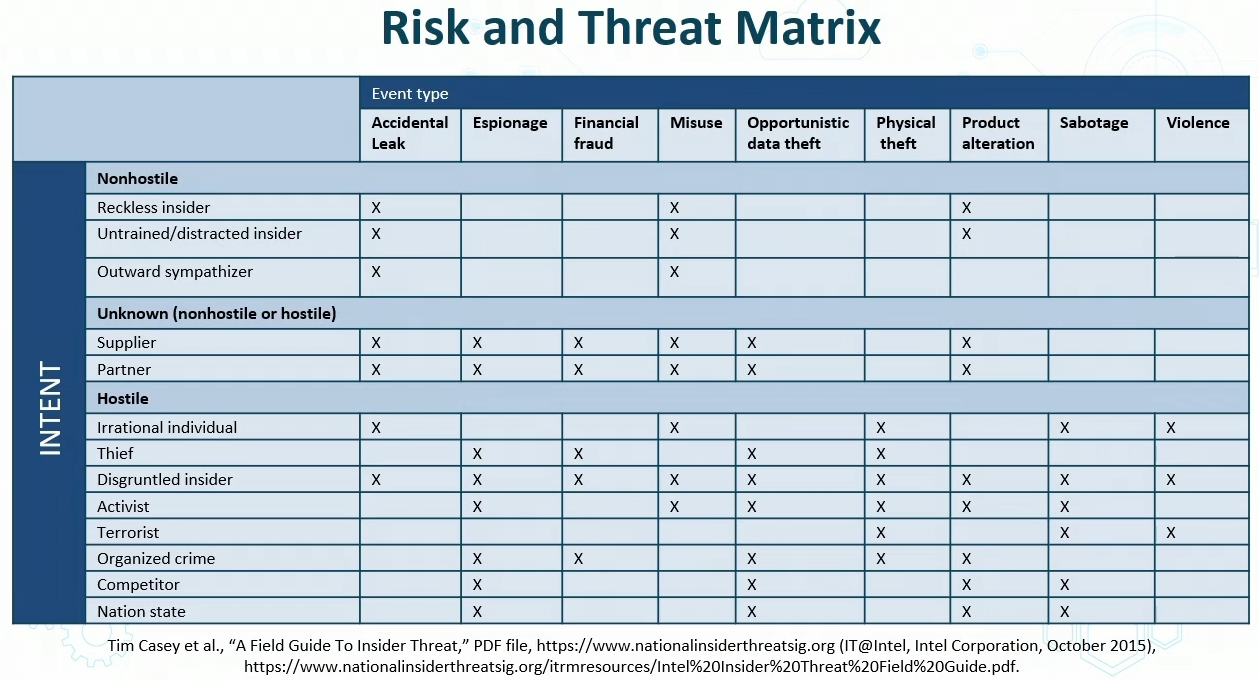 Risk and Threat Matrix
Event type
Accidental Leak Espionage Financial fraud Misuse Opportunistic data theft Physical theft Product alteration Sabotage Violence
INTENT
Nonhostile
Reckless insider X X X
Untrained/distracted insider X X X
Outward sympathizer X X
Unknown (nonhostile or hostile)
Supplier X X X X X X
Partner X X X X X X
Hostile
Irrational individual X X X X X
Thief X X X X
Disgruntled insider X X X X X X X X X
Activist X X X X X X
Terrorist X X X
Organized crime X X X X X
Competitor X X X X
Nation state X X X X
Tim Casey et al., “A Field Guide To Insider Threat,” PDF file, https://www.nationalinsiderthreatsig.org (IT@Intel, Intel Corporation, October 2015),
https://www.nationalinsiderthreatsig.org/itrmresources/Intel%20Insider%20Threat%20Field%20Guide.pdf.